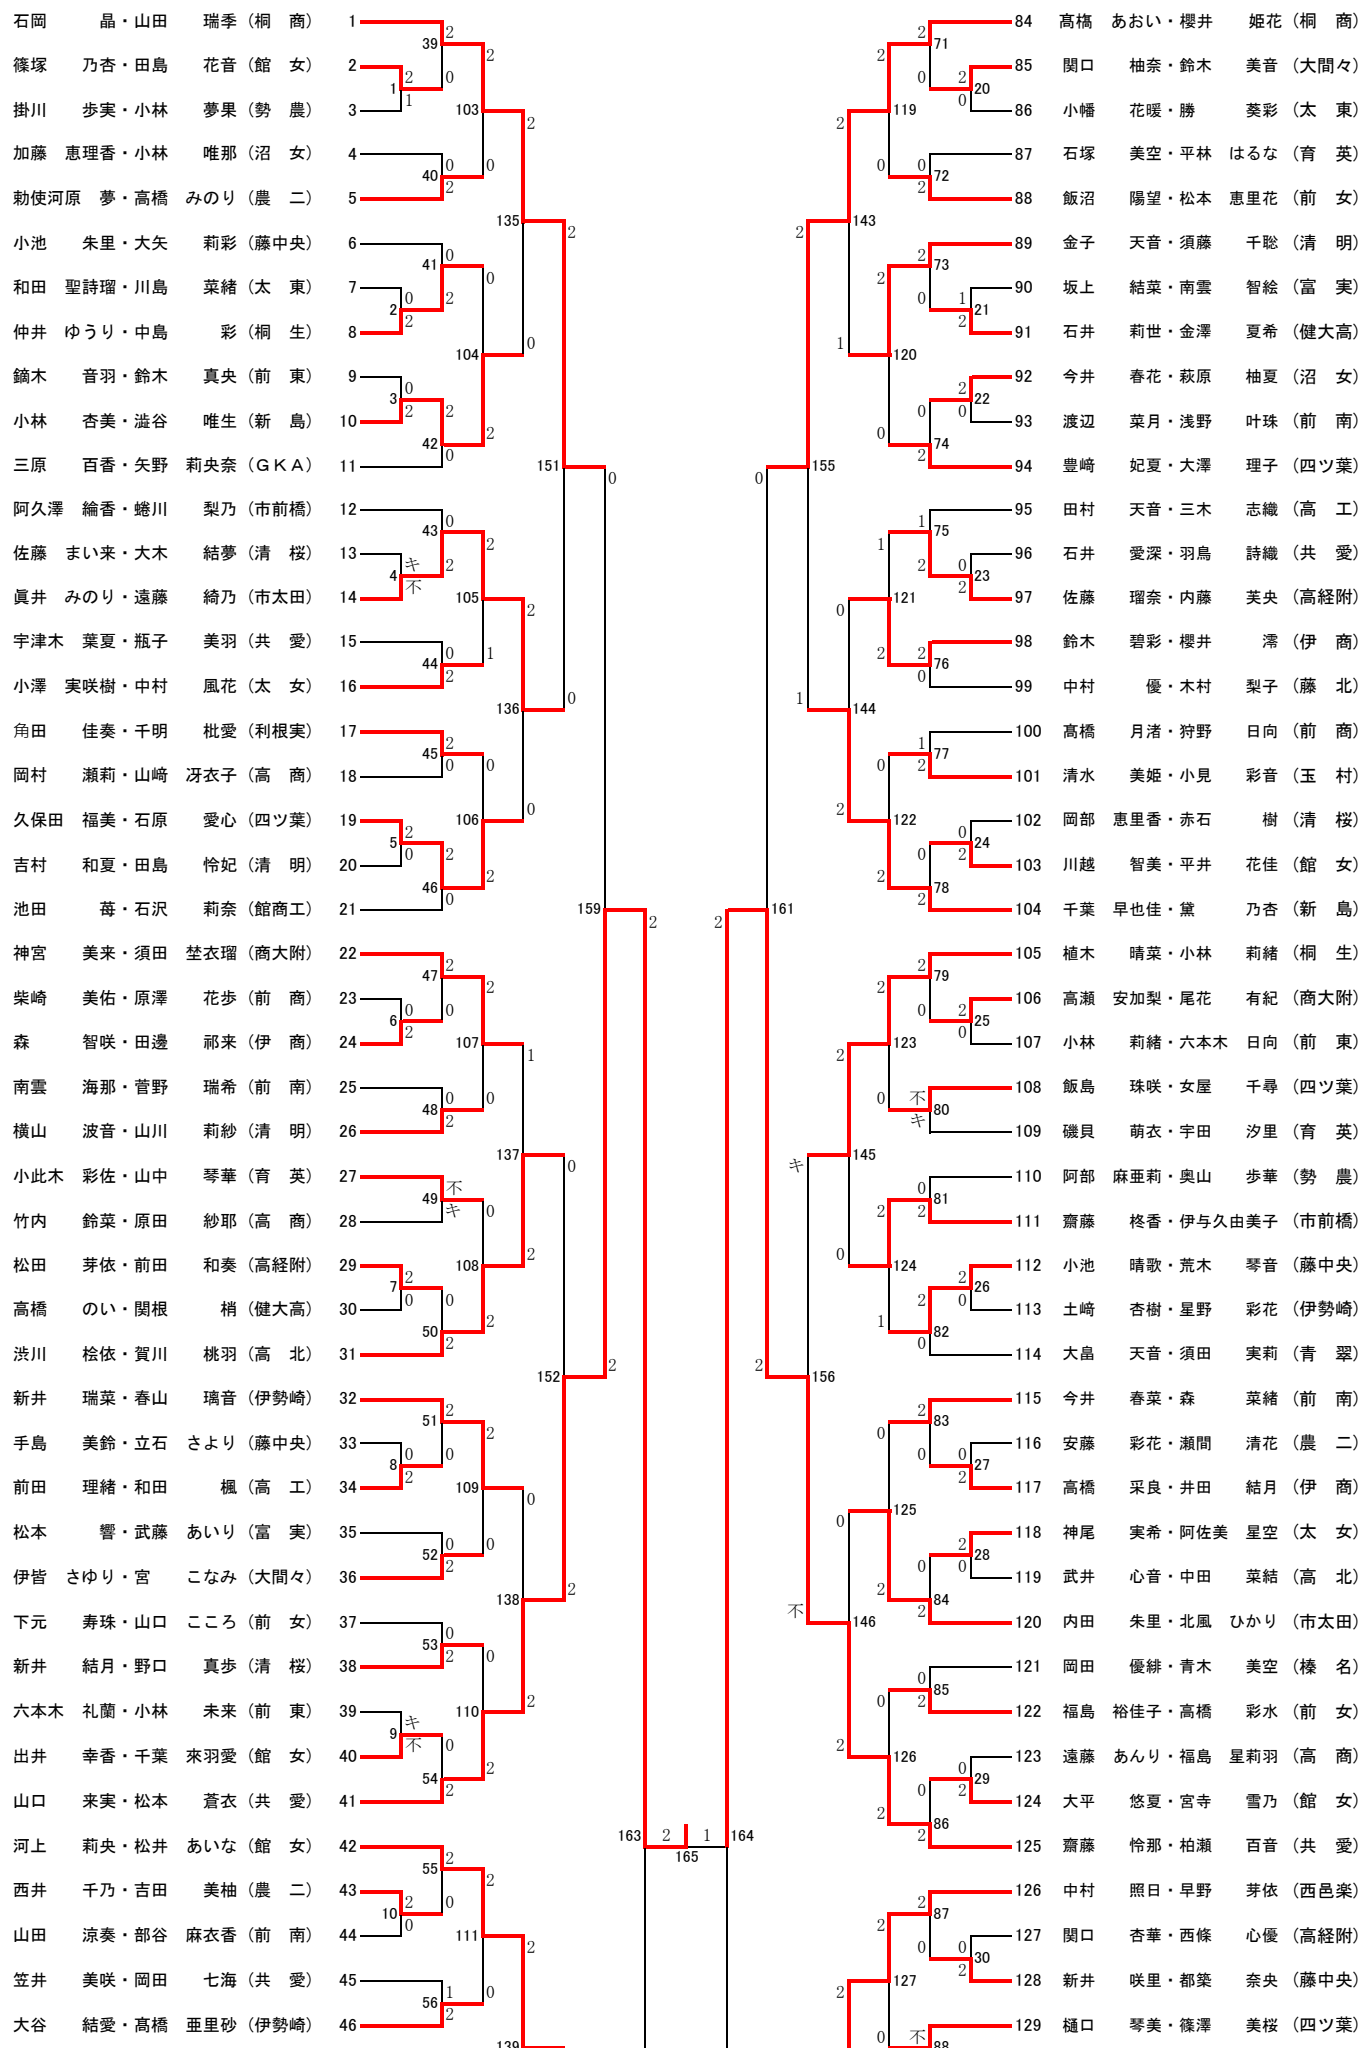 石岡 晶・山田 瑞季 (桐 商) 1
篠塚 乃杏・田島 花音 (館 女) 2
掛川 歩実・小林 夢果 (勢 農) 3
加藤 恵理香・小林 唯那 (沼 女) 4
勅使河原 夢・高橋 みのり (農 二) 5
小池 朱里・大矢 莉彩 (藤中央) 6
和田 聖詩瑠・川島 菜緒 (太 東) 7
仲井 ゆうり・中島 彩 (桐 生) 8
鏑木 音羽・鈴木 真央 (前 東) 9
小林 杏美・澁谷 唯生 (新 島) 10
三原 百香・矢野 莉央奈 (GKA) 11
阿久澤 綸香・蜷川 梨乃 (市前橋) 12
佐藤 まい来・大木 結夢 (清 桜) 13
眞井 みのり・遠藤 綺乃 (市太田) 14
宇津木 葉夏・瓶子 美羽 (共 愛) 15
小澤 実咲樹・中村 風花 (太 女) 16
角田 佳奏・千明 枇愛 (利根実) 17
岡村 瀬莉・山﨑 冴衣子 (高 商) 18
久保田 福美・石原 愛心 (四ツ葉) 19
吉村 和夏・田島 怜妃 (清 明) 20
池田 苺・石沢 莉奈 (館商工) 21
神宮 美来・須田 埜衣瑠 (商大附) 22
柴崎 美佑・原澤 花歩 (前 商) 23
森 智咲・田邊 祁来 (伊 商) 24
南雲 海那・菅野 瑞希 (前 南) 25
横山 波音・山川 莉紗 (清 明) 26
小此木 彩佐・山中 琴華 (育 英) 27
竹内 鈴菜・原田 紗耶 (高 商) 28
松田 芽依・前田 和奏 (高経附) 29
高橋 のい・関根 梢 (健大高) 30
渋川 桧依・賀川 桃羽 (高 北) 31
新井 瑞菜・春山 璃音 (伊勢崎) 32
手島 美鈴・立石 さより (藤中央) 33
前田 理緒・和田 楓 (高 工) 34
松本 響・武藤 あいり (富 実) 35
伊皆 さゆり・宮 こなみ (大間々) 36
下元 寿珠・山口 こころ (前 女) 37
新井 結月・野口 真歩 (清 桜) 38
六本木 礼蘭・小林 未来 (前 東) 39
出井 幸香・千葉 來羽愛 (館 女) 40
山口 来実・松本 蒼衣 (共 愛) 41
河上 莉央・松井 あいな (館 女) 42
西井 千乃・吉田 美柚 (農 二) 43
山田 涼奏・部谷 麻衣香 (前 南) 44
笠井 美咲・岡田 七海 (共 愛) 45
大谷 結愛・髙橋 亜里砂 (伊勢崎) 46
84 髙橋 あおい・櫻井 姫花 (桐 商)
85 関口 柚奈・鈴木 美音 (大間々)
86 小幡 花暖・勝 葵彩 (太 東)
87 石塚 美空・平林 はるな (育 英)
88 飯沼 陽望・松本 恵里花 (前 女)
89 金子 天音・須藤 千聡 (清 明)
90 坂上 結菜・南雲 智絵 (富 実)
91 石井 莉世・金澤 夏希 (健大高)
92 今井 春花・萩原 柚夏 (沼 女)
93 渡辺 菜月・浅野 叶珠 (前 南)
94 豊﨑 妃夏・大澤 理子 (四ツ葉)
95 田村 天音・三木 志織 (高 工)
96 石井 愛深・羽鳥 詩織 (共 愛)
97 佐藤 瑠奈・内藤 芙央 (高経附)
98 鈴木 碧彩・櫻井 澪 (伊 商)
99 中村 優・木村 梨子 (藤 北)
100 髙橋 月渚・狩野 日向 (前 商)
101 清水 美姫・小見 彩音 (玉 村)
102 岡部 恵里香・赤石 樹 (清 桜)
103 川越 智美・平井 花佳 (館 女)
104 千葉 早也佳・黛 乃杏 (新 島)
105 植木 晴菜・小林 莉緒 (桐 生)
106 高瀬 安加梨・尾花 有紀 (商大附)
107 小林 莉緒・六本木 日向 (前 東)
108 飯島 珠咲・女屋 千尋 (四ツ葉)
109 磯貝 萌衣・宇田 汐里 (育 英)
110 阿部 麻亜莉・奥山 歩華 (勢 農)
111 齋藤 柊香・伊与久由美子 (市前橋)
112 小池 晴歌・荒木 琴音 (藤中央)
113 土﨑 杏樹・星野 彩花 (伊勢崎)
114 大畠 天音・須田 実莉 (青 翠)
115 今井 春菜・森 菜緒 (前 南)
116 安藤 彩花・瀬間 清花 (農 二)
117 高橋 采良・井田 結月 (伊 商)
118 神尾 実希・阿佐美 星空 (太 女)
119 武井 心音・中田 菜結 (高 北)
120 内田 朱里・北風 ひかり (市太田)
121 岡田 優緋・青木 美空 (榛 名)
122 福島 裕佳子・高橋 彩水 (前 女)
123 遠藤 あんり・福島 星莉羽 (高 商)
124 大平 悠夏・宮寺 雪乃 (館 女)
125 齋藤 怜那・柏瀬 百音 (共 愛)
126 中村 照日・早野 芽依 (西邑楽)
127 関口 杏華・西條 心優 (高経附)
128 新井 咲里・都築 奈央 (藤中央)
129 樋口 琴美・篠澤 美桜 (四ツ葉)
163 2 1 164
165